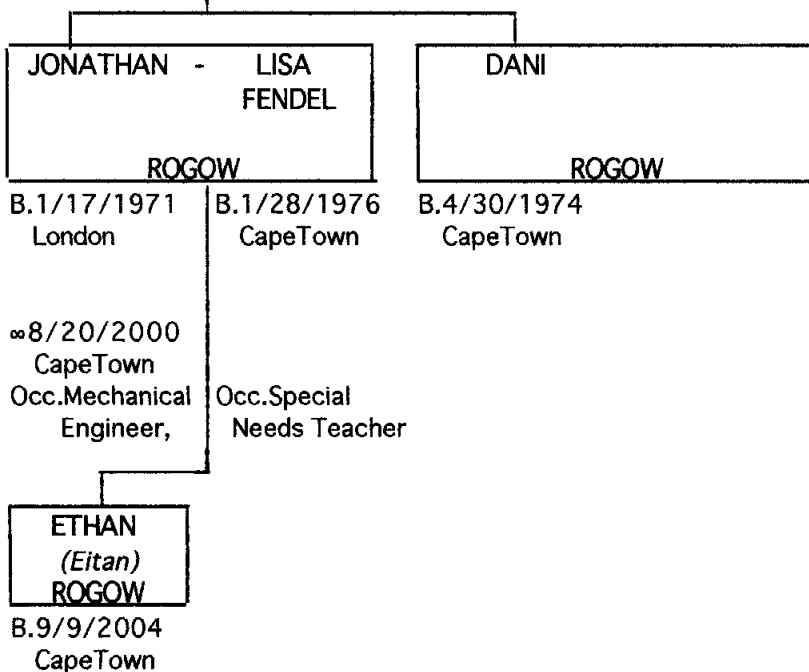 JONATHAN - LISA
FENDEL
ROGOW
B.1/17/1971 B.1/28/1976
London CapeTown
∞8/20/2000
CapeTown
Occ.Mechanical Occ.Special
Engineer, Needs Teacher
DANI
ROGOW
B.4/30/1974
CapeTown
ETHAN
(Eitan)
ROGOW
B.9/9/2004
CapeTown